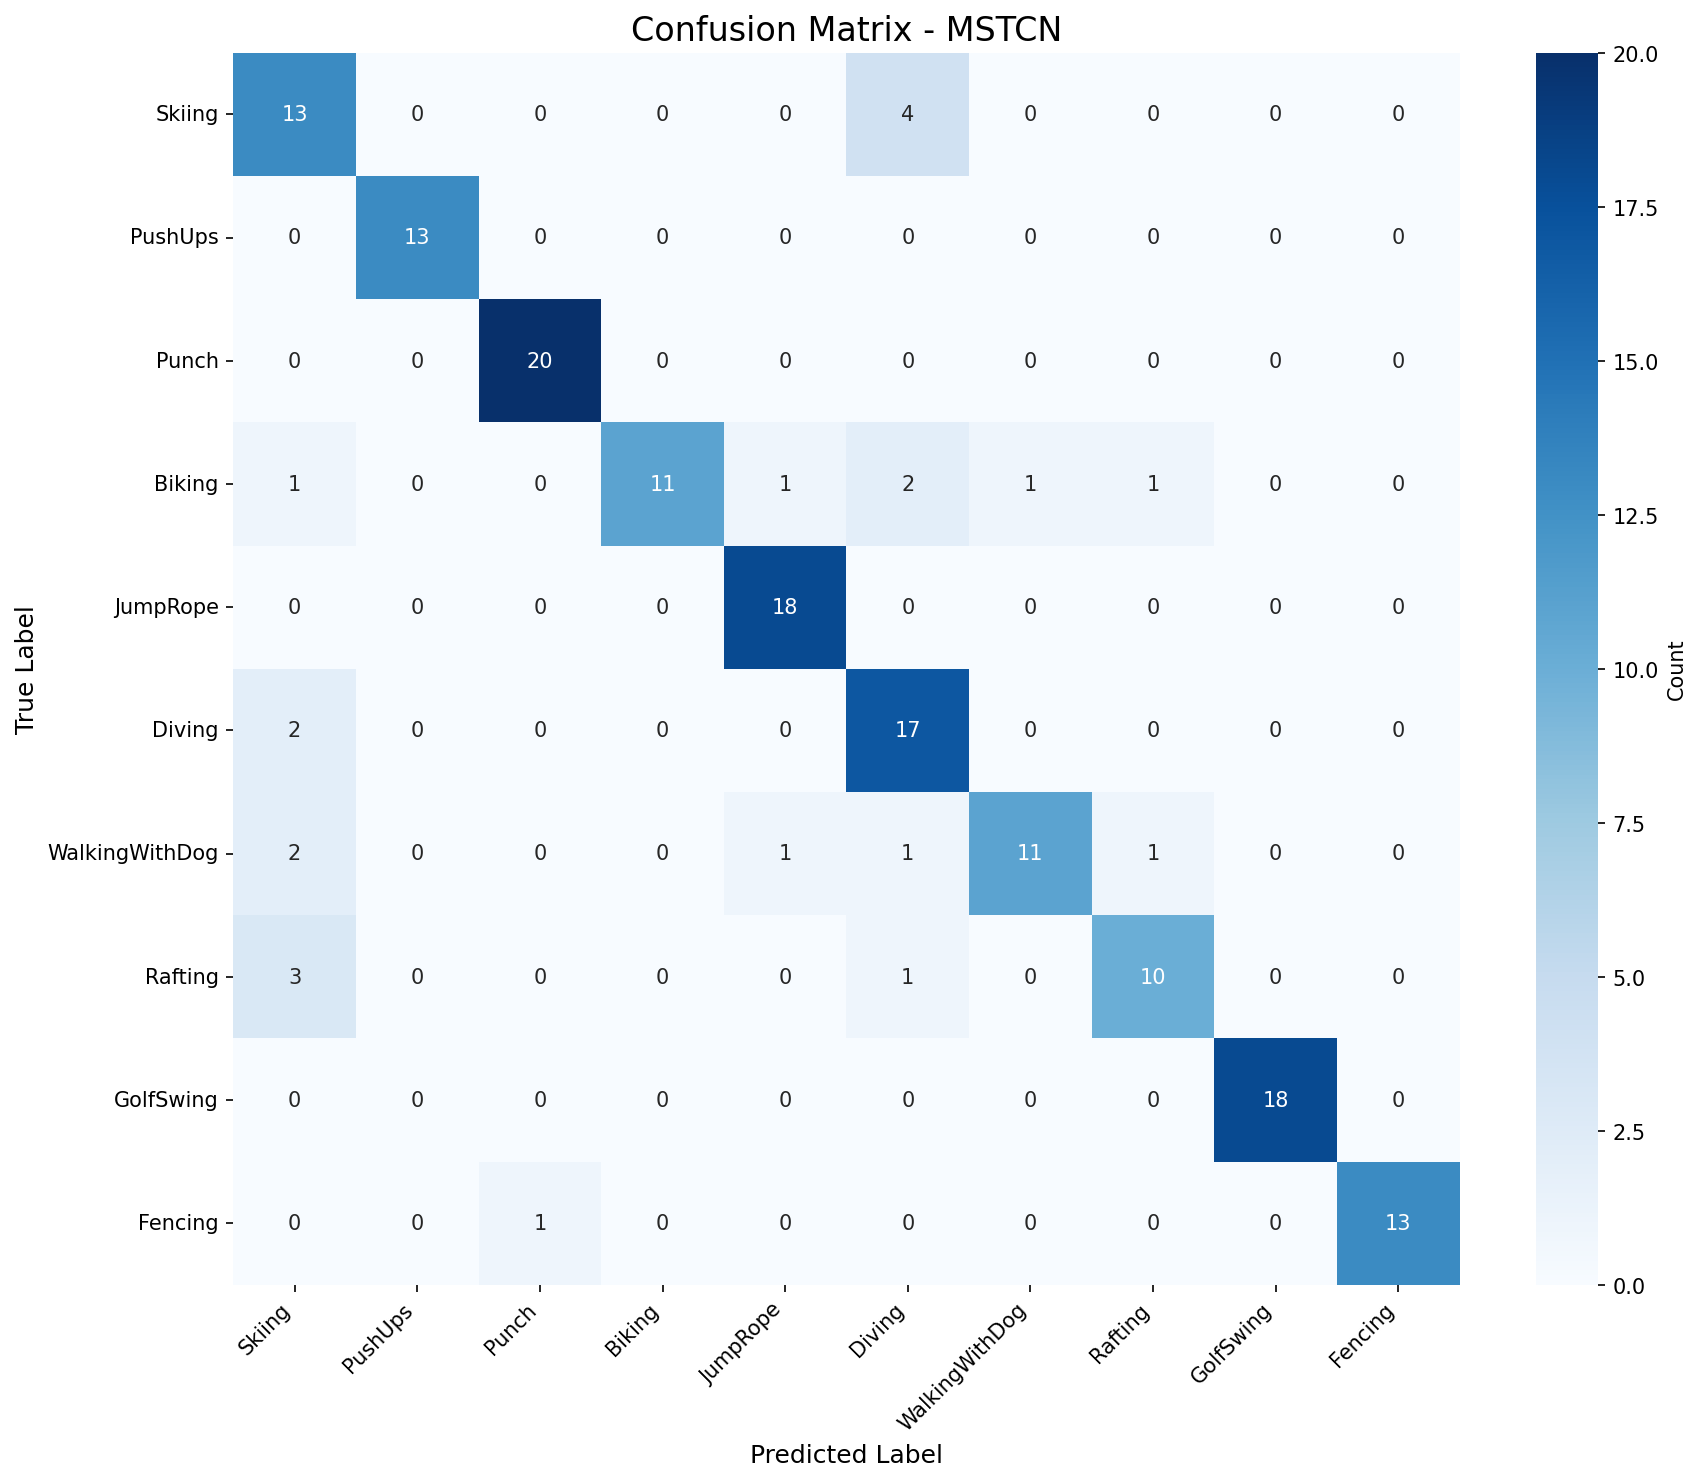 Confusion Matrix - MSTCN
True Label
Skiing 13 0 0 0 0 4 0 0 0 0
PushUps 0 13 0 0 0 0 0 0 0 0
Punch 0 0 20 0 0 0 0 0 0 0
Biking 1 0 0 11 1 2 1 1 0 0
JumpRope 0 0 0 0 18 0 0 0 0 0
Diving 2 0 0 0 0 17 0 0 0 0
WalkingWithDog 2 0 0 0 1 1 11 1 0 0
Rafting 3 0 0 0 0 1 0 10 0 0
GolfSwing 0 0 0 0 0 0 0 0 18 0
Fencing 0 0 1 0 0 0 0 0 0 13
Skiing PushUps Punch Biking JumpRope Diving WalkingWithDog Rafting GolfSwing Fencing
Predicted Label
20.0
17.5
15.0
12.5
10.0
7.5
5.0
2.5
0.0
Count